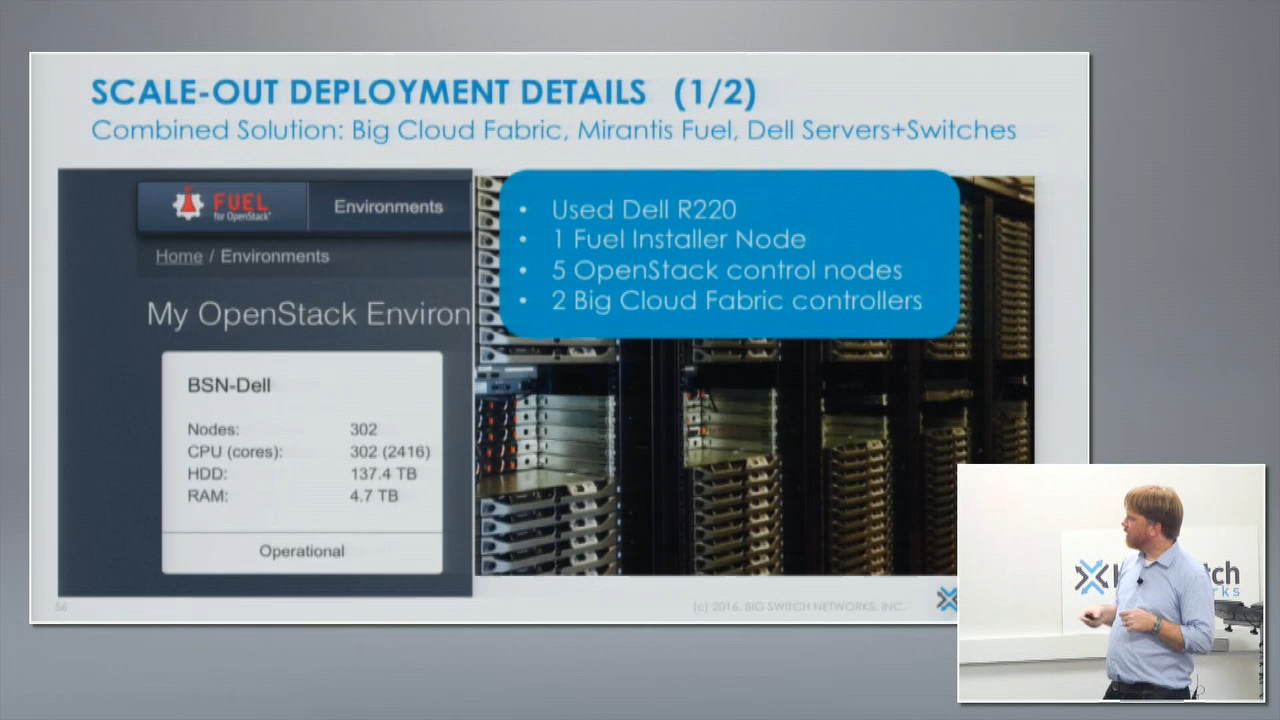 SCALE-OUT DEPLOYMENT DETAILS (1/2)
Combined Solution: Big Cloud Fabric, Mirantis Fuel, Dell Servers+Switches
FUEL
for OpenStack
Environments
Home / Environments
My OpenStack Environ
BSN-Dell
Nodes: 302
CPU (cores): 302 (2416)
HDD: 137.4 TB
RAM: 4.7 TB
Operational
• Used Dell R220
• 1 Fuel Installer Node
• 5 OpenStack control nodes
• 2 Big Cloud Fabric controllers
56
(c) 2016, BIG SWITCH NETWORKS, INC.